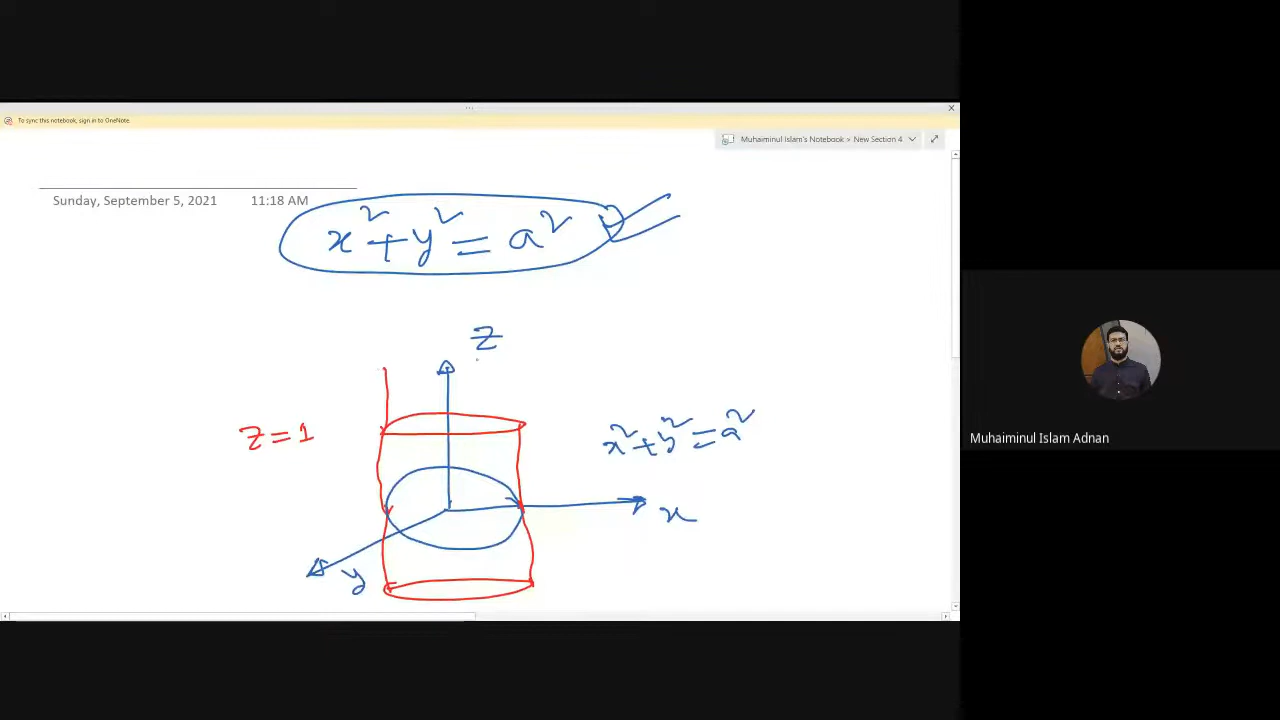 To sync this notebook, sign in to OneNote.
Muhaiminul Islam's Notebook » New Section 4
Sunday, September 5, 2021 11:18 AM
x² + y² = a²
z
z = 1
x² + y² = a²
x
y
Muhaiminul Islam Adnan